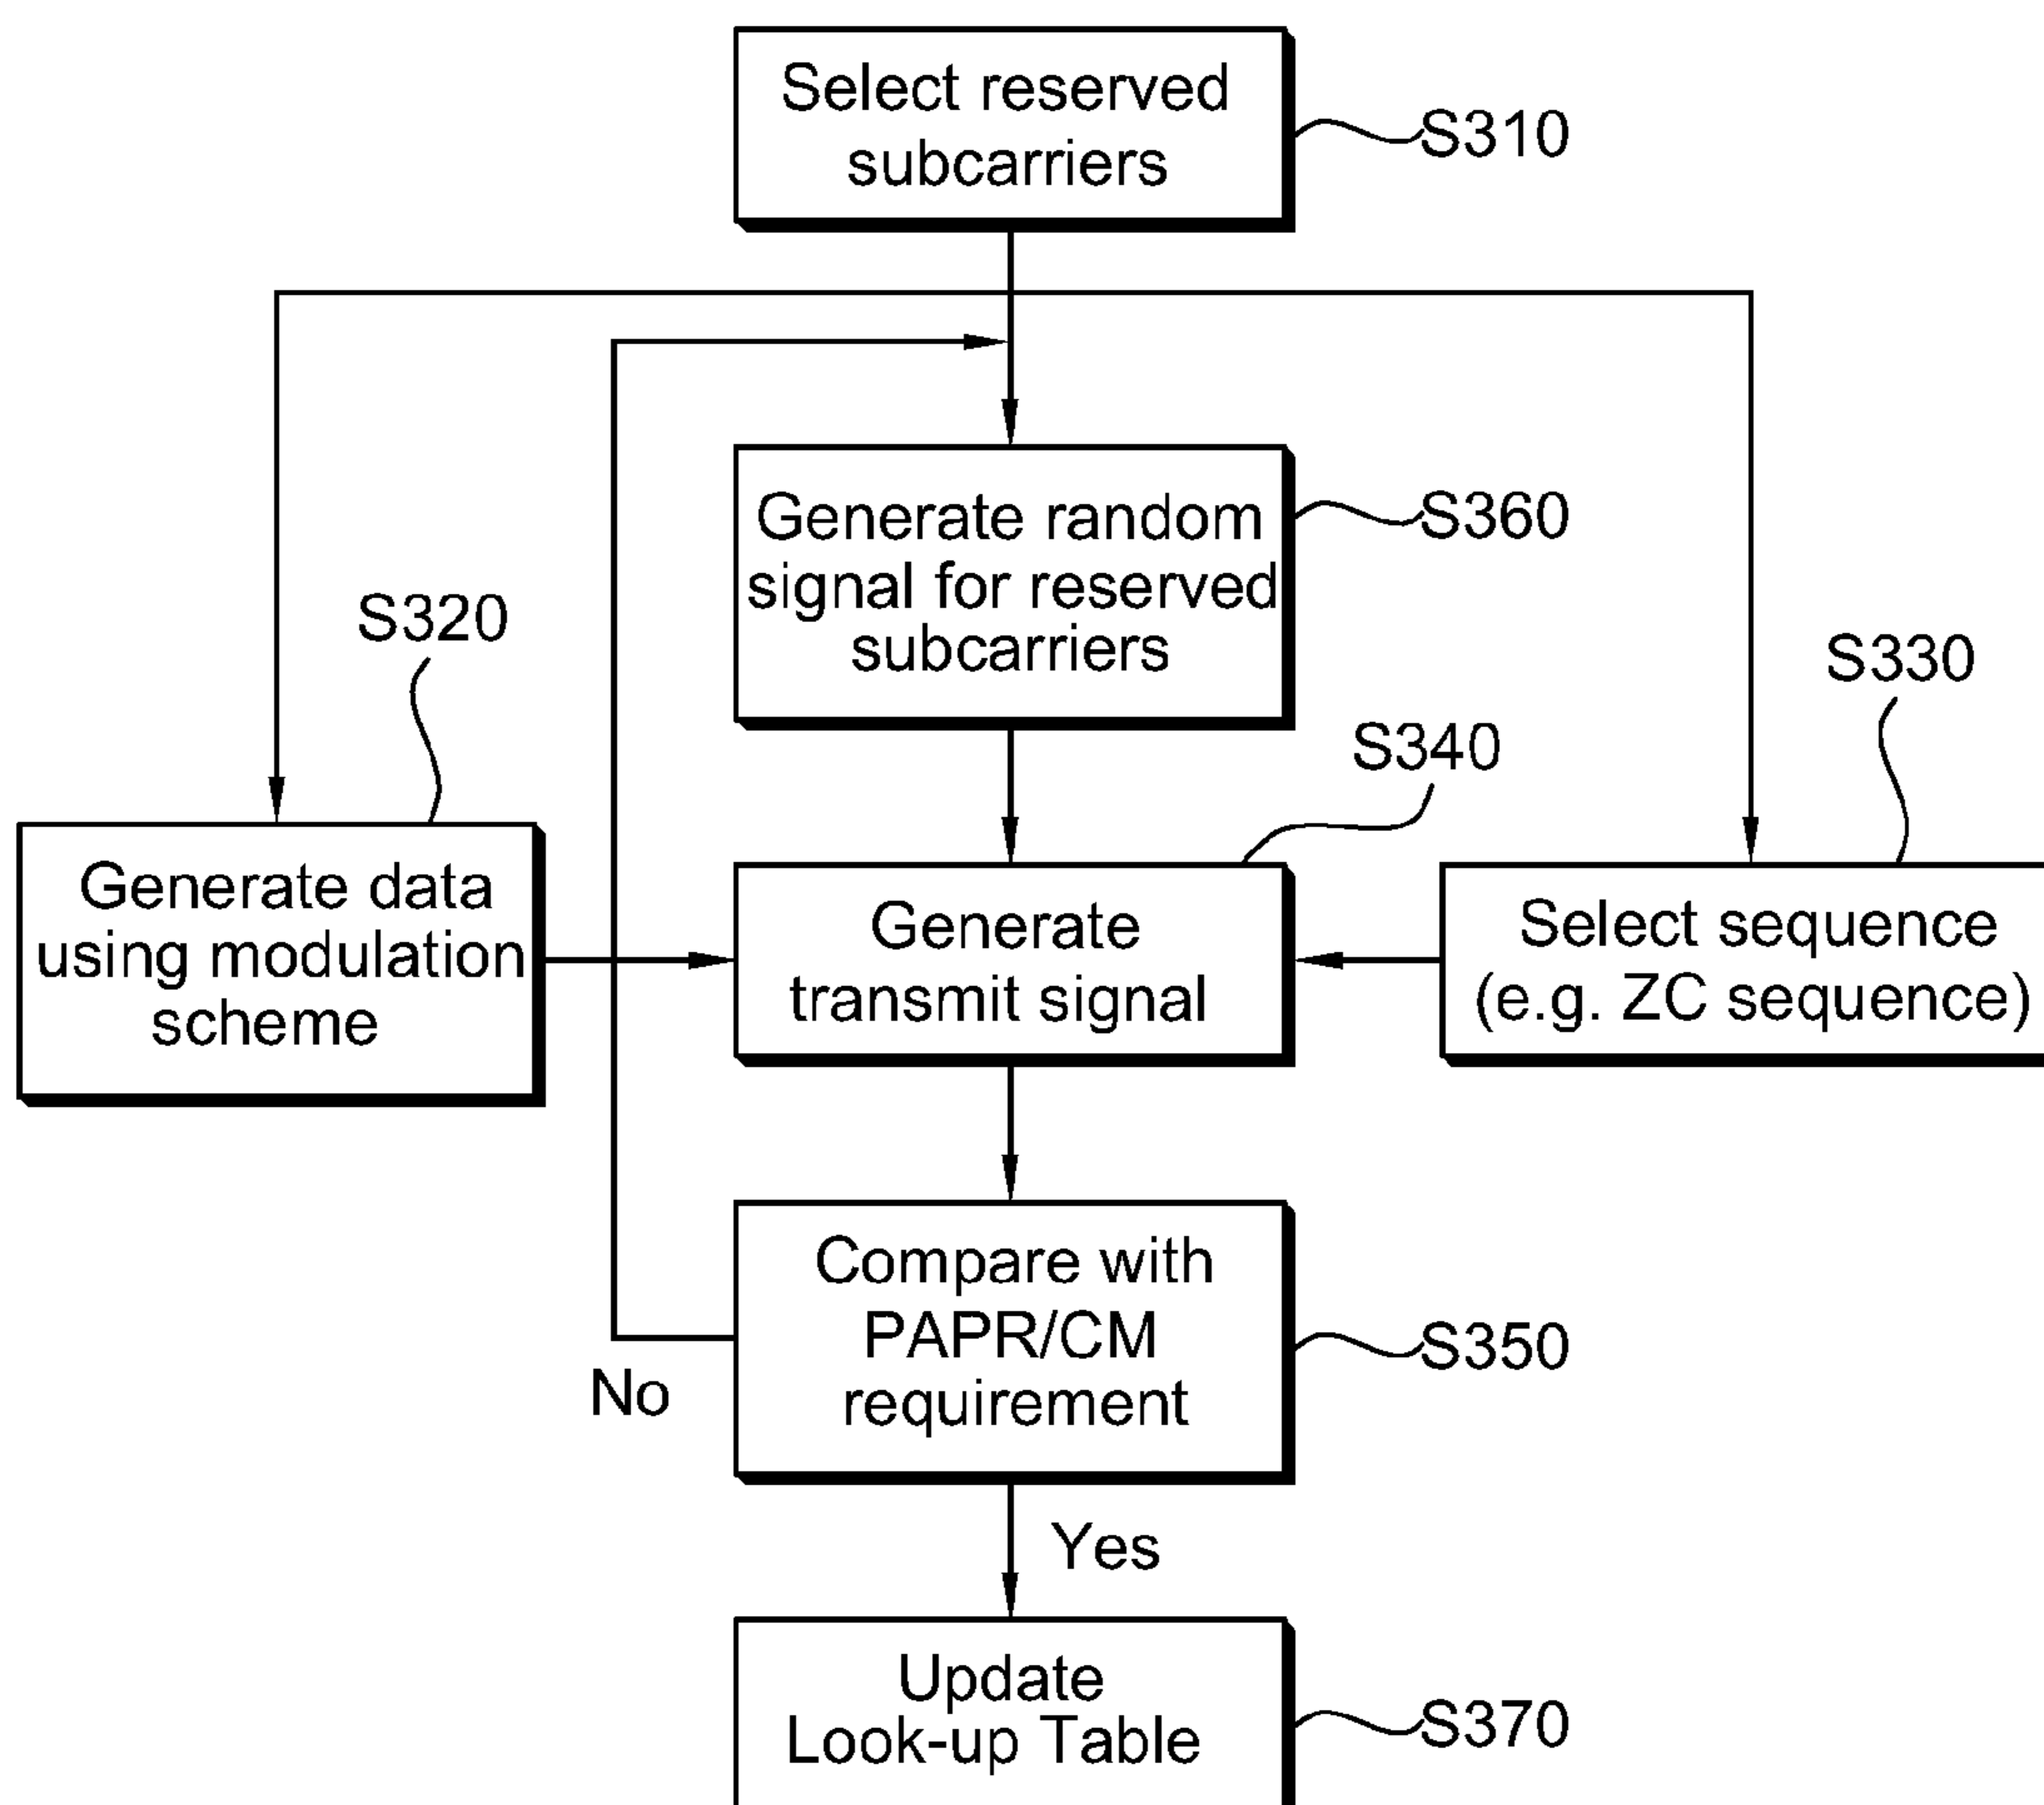 Select reserved
subcarriers
S310
Generate random
signal for reserved
subcarriers
S360
S320
S330
S340
Generate data
using modulation
scheme
Generate
transmit signal
Select sequence
(e.g. ZC sequence)
Compare with
PAPR/CM
requirement
S350
No
Yes
Update
Look-up Table
S370